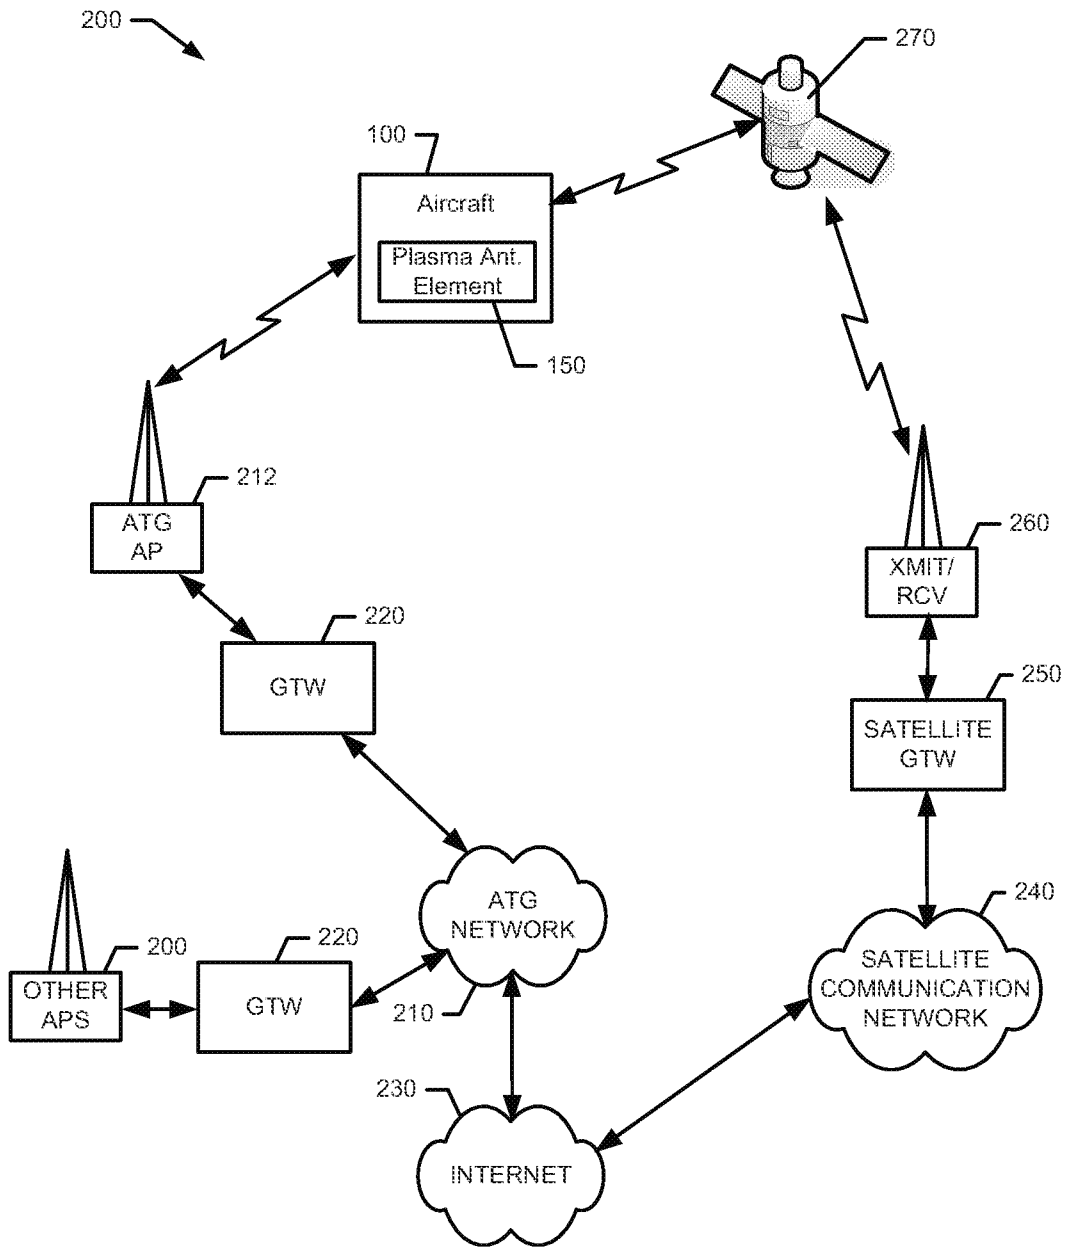 200
270
100
Aircraft
Plasma Ant.
Element
150
212
ATG
AP
260
XMIT/
RCV
220
GTW
250
SATELLITE
GTW
ATG
NETWORK
210
240
SATELLITE
COMMUNICATION
NETWORK
200
OTHER
APS
220
GTW
230
INTERNET